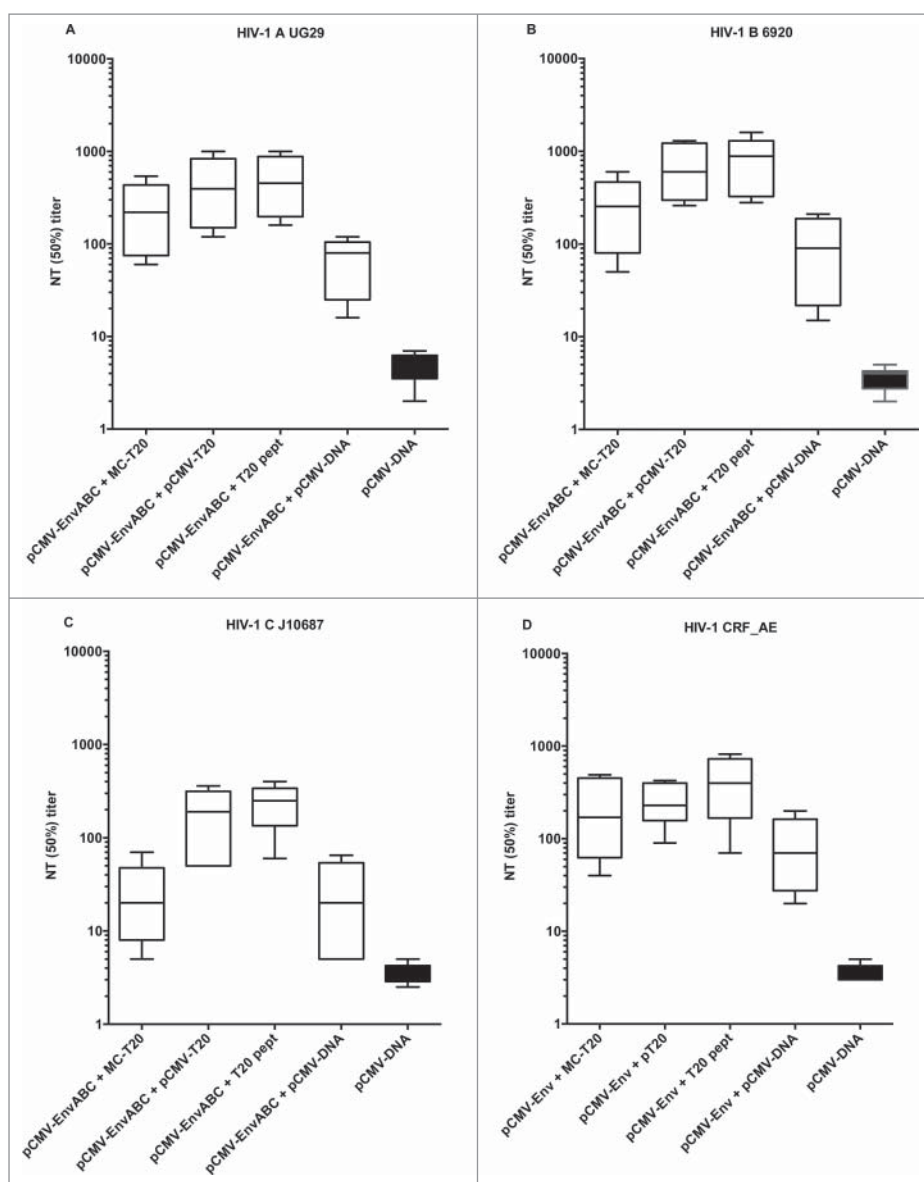 A
HIV-1 A UG29
NT (50%) titer
10000
1000
100
10
1
pCMV-EnvABC + MC-T20
pCMV-EnvABC + pCMV-T20
pCMV-EnvABC + T20 pept
pCMV-EnvABC + pCMV-DNA
pCMV-DNA
B
HIV-1 B 6920
NT (50%) titer
10000
1000
100
10
1
pCMV-EnvABC + MC-T20
pCMV-EnvABC + pCMV-T20
pCMV-EnvABC + T20 pept
pCMV-EnvABC + pCMV-DNA
pCMV-DNA
C
HIV-1 C J10687
NT (50%) titer
10000
1000
100
10
1
pCMV-EnvABC + MC-T20
pCMV-EnvABC + pCMV-T20
pCMV-EnvABC + T20 pept
pCMV-EnvABC + pCMV-DNA
pCMV-DNA
D
HIV-1 CRF_AE
NT (50%) titer
10000
1000
100
10
1
pCMV-Env + MC-T20
pCMV-Env + pT20
pCMV-Env + T20 pept
pCMV-Env + pCMV-DNA
pCMV-DNA